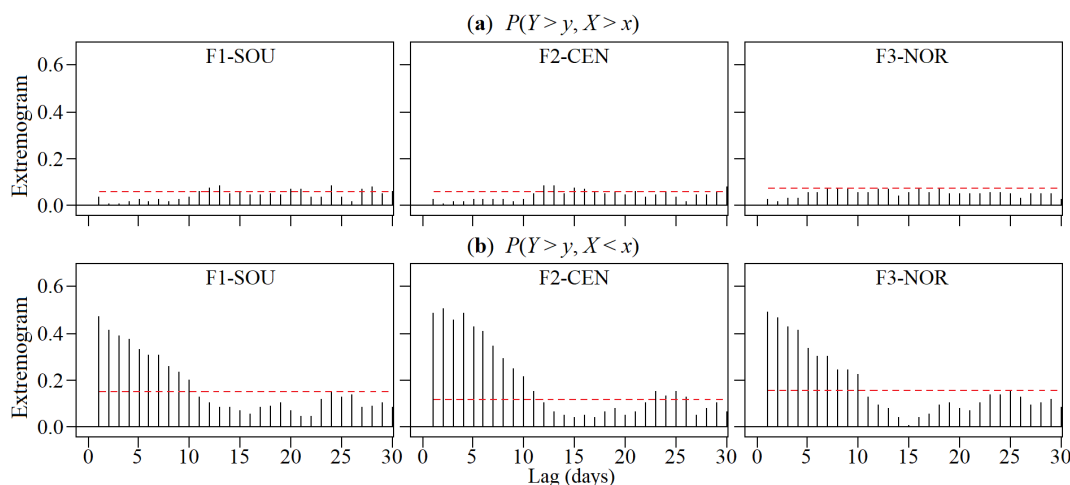 (a) P(Y > y, X > x)
F1-SOU F2-CEN F3-NOR
Extremogram
0.6
0.4
0.2
0.0
(b) P(Y > y, X < x)
F1-SOU F2-CEN F3-NOR
Extremogram
0.6
0.4
0.2
0.0
0 5 10 15 20 25 30 0 5 10 15 20 25 30 0 5 10 15 20 25 30
Lag (days)